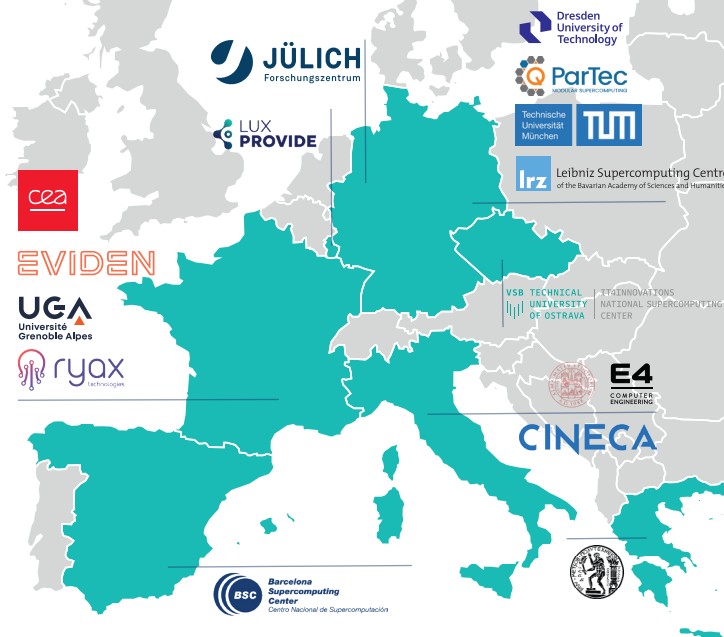 JÜLICH
Forschungszentrum
LUX
PROVIDE
Dresden
University of
Technology
Q ParTec
MODULAR SUPERCOMPUTING
Technische
Universität
München
TUM
lrz
Leibniz Supercomputing Centre
of the Bavarian Academy of Sciences and Humanities
cea
EVIDEN
UGA
Université
Grenoble Alpes
ryax
technologies
VSB TECHNICAL
UNIVERSITY
OF OSTRAVA
IT4INNOVATIONS
NATIONAL SUPERCOMPUTING
CENTER
E4
COMPUTER
ENGINEERING
CINECA
BSC
Barcelona
Supercomputing
Center
Centro Nacional de Supercomputación